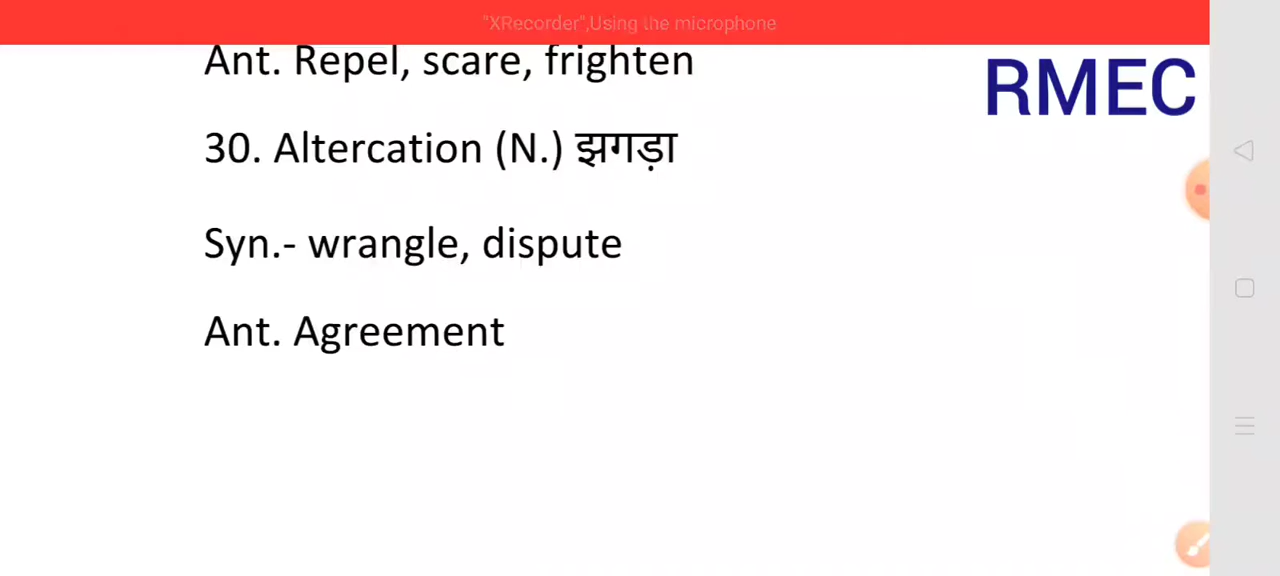 "XRecorder",Using the microphone
Ant. Repel, scare, frighten
RMEC
30. Altercation (N.) झगड़ा
Syn.- wrangle, dispute
Ant. Agreement